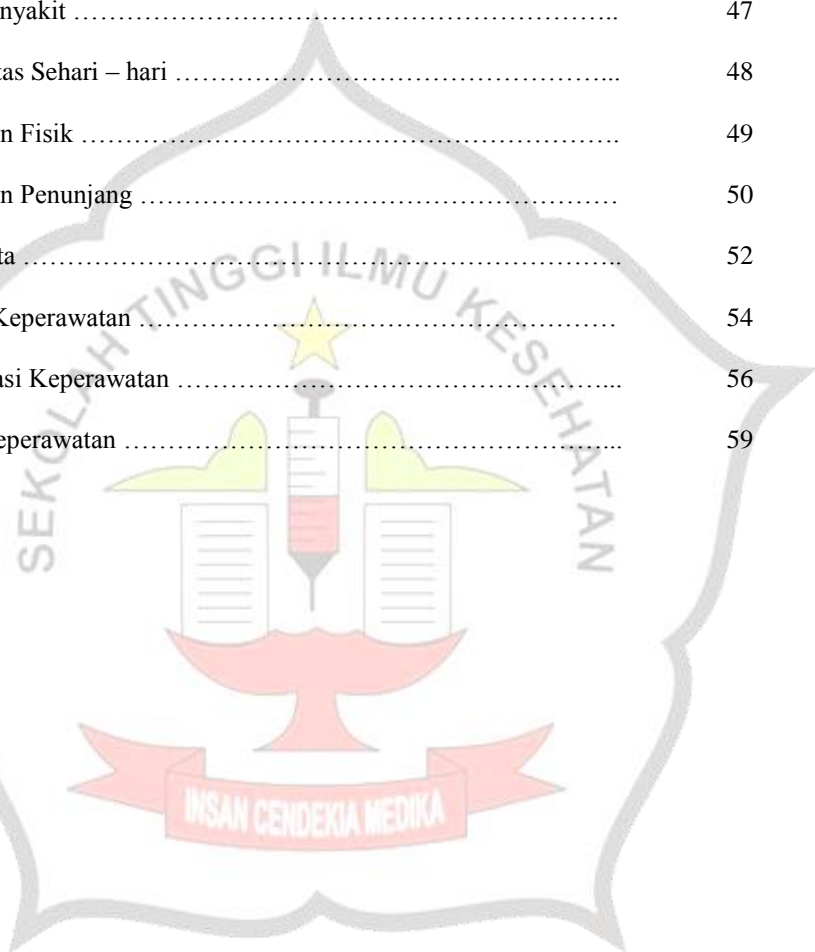 nyakit ………………………………………………………….. 47
tas Sehari – hari ………………………………………………... 48
n Fisik …………………………………………………………. 49
n Penunjang …………………………………………………… 50
ta ……………………………………………………………….. 52
Keperawatan …………………………………………………… 54
asi Keperawatan ………………………………………………... 56
eperawatan ……………………………………………………... 59
SEKOLAH TINGGI ILMU KESEHATAN
INSAN CENDEKIA MEDIKA